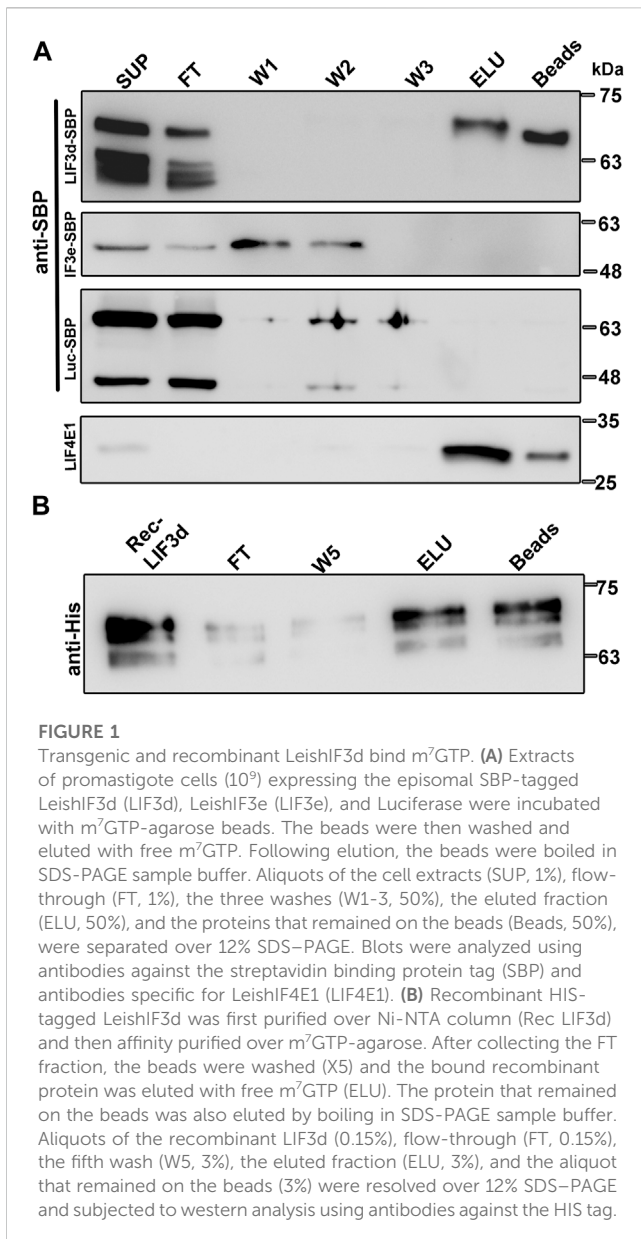 A
SUP FT W1 W2 W3 ELU Beads kDa
anti-SBP
LIF3d-SBP
75
63
IF3e-SBP
63
48
Luc-SBP
63
48
LIF4E1
35
25
B
Rec-
LIF3d FT W5 ELU Beads
anti-His
75
63
FIGURE 1
Transgenic and recombinant LeishIF3d bind m⁷GTP. (A) Extracts
of promastigote cells (10⁹) expressing the episomal SBP-tagged
LeishIF3d (LIF3d), LeishIF3e (LIF3e), and Luciferase were incubated
with m⁷GTP-agarose beads. The beads were then washed and
eluted with free m⁷GTP. Following elution, the beads were boiled in
SDS-PAGE sample buffer. Aliquots of the cell extracts (SUP, 1%), flow-
through (FT, 1%), the three washes (W1-3, 50%), the eluted fraction
(ELU, 50%), and the proteins that remained on the beads (Beads, 50%),
were separated over 12% SDS–PAGE. Blots were analyzed using
antibodies against the streptavidin binding protein tag (SBP) and
antibodies specific for LeishIF4E1 (LIF4E1). (B) Recombinant HIS-
tagged LeishIF3d was first purified over Ni-NTA column (Rec LIF3d)
and then affinity purified over m⁷GTP-agarose. After collecting the FT
fraction, the beads were washed (X5) and the bound recombinant
protein was eluted with free m⁷GTP (ELU). The protein that remained
on the beads was also eluted by boiling in SDS-PAGE sample buffer.
Aliquots of the recombinant LIF3d (0.15%), flow-through (FT, 0.15%),
the fifth wash (W5, 3%), the eluted fraction (ELU, 3%), and the aliquot
that remained on the beads (3%) were resolved over 12% SDS–PAGE
and subjected to western analysis using antibodies against the HIS tag.